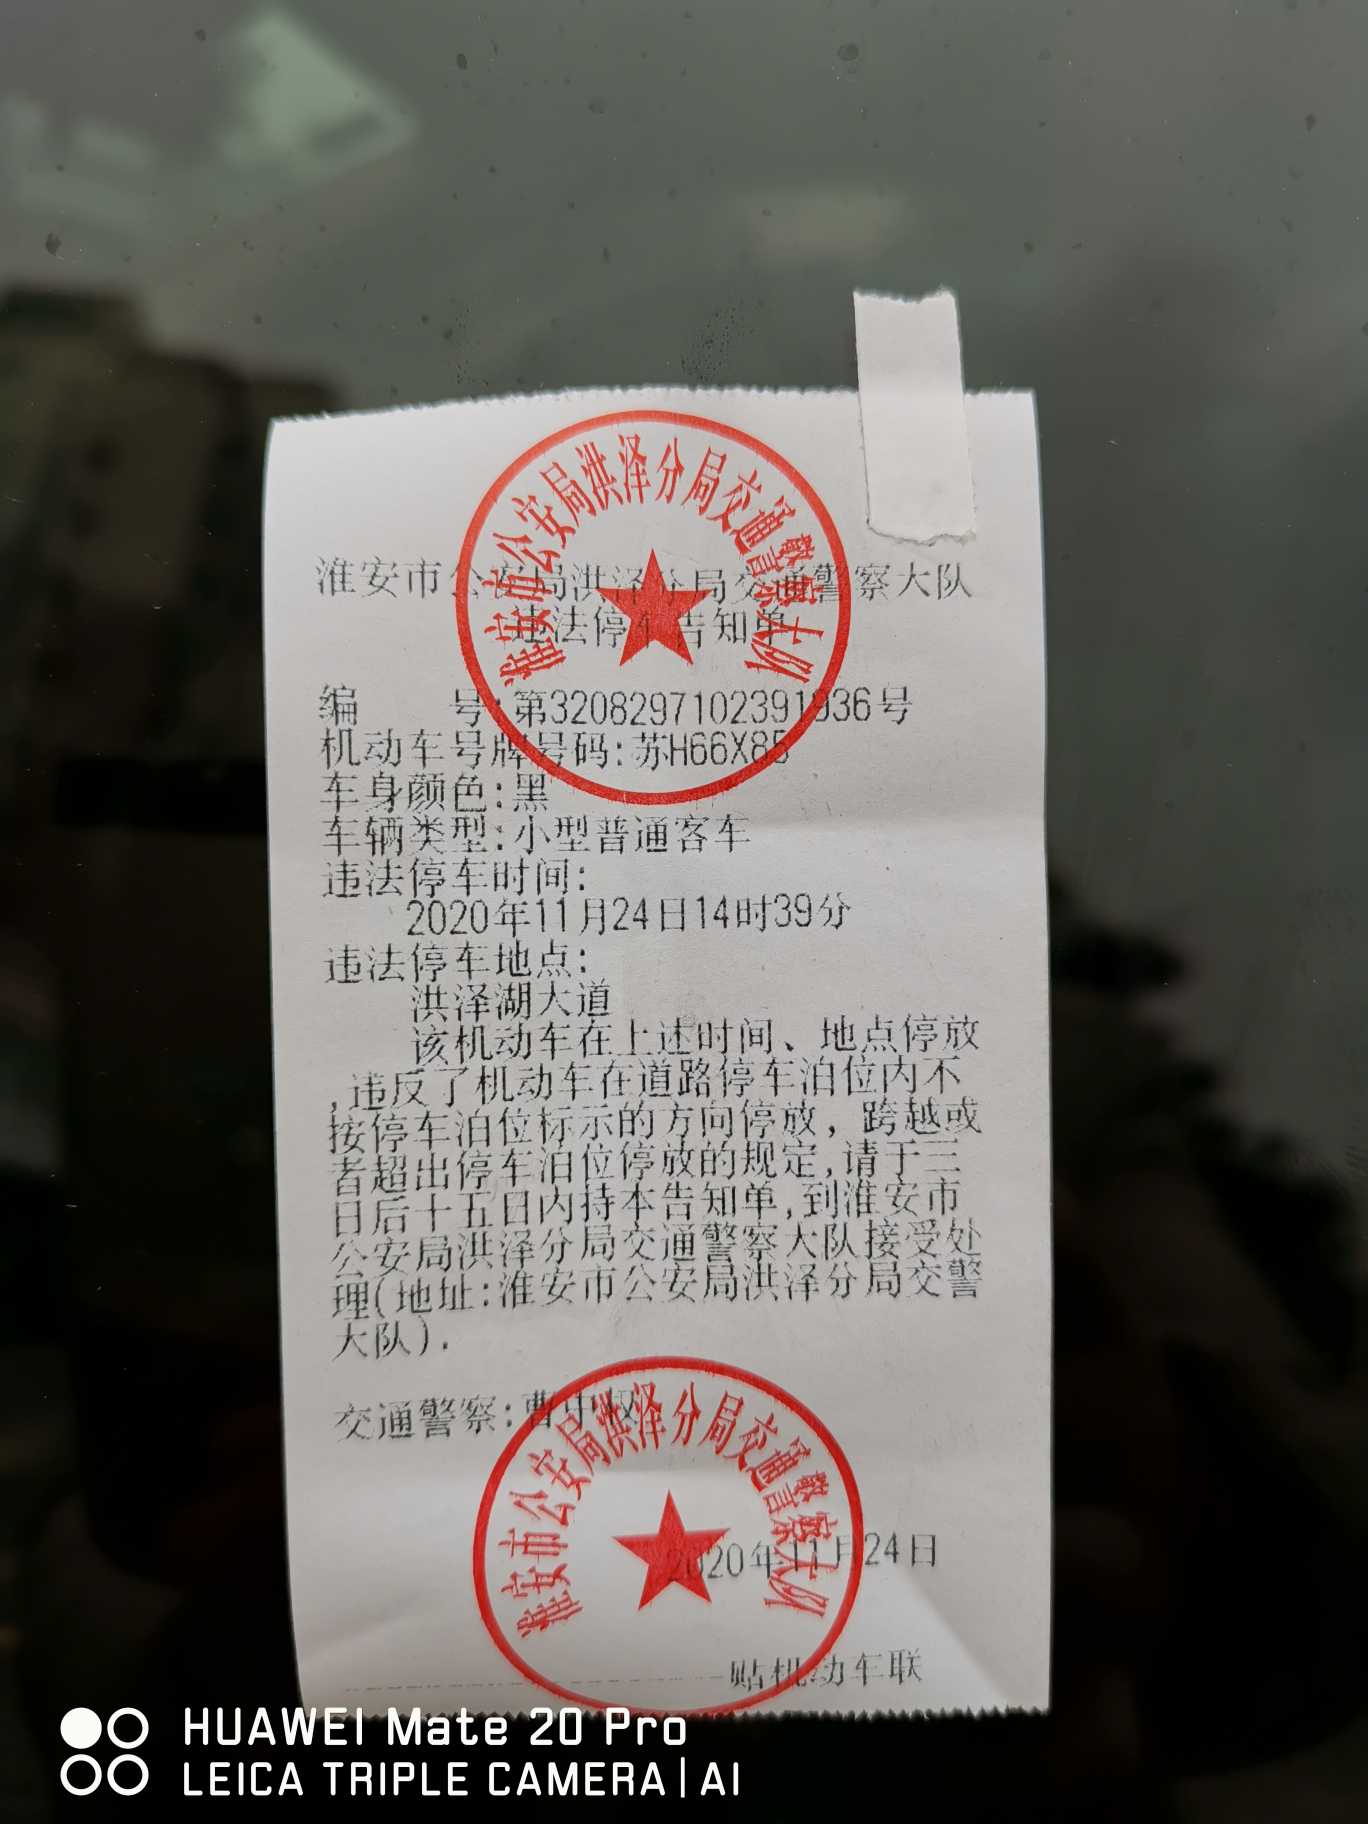 淮安市公安局洪泽分局交通警察大队
淮安市公安局洪泽分局交通警察大队
违法停车告知单
编 号:第3208297102391936号
机动车号牌号码:苏H66X85
车身颜色:黑
车辆类型:小型普通客车
违法停车时间:
2020年11月24日14时39分
违法停车地点:
洪泽湖大道
该机动车在上述时间、地点停放
,违反了机动车在道路停车泊位内不
按停车泊位标示的方向停放,跨越或
者超出停车泊位停放的规定,请于三
日后十五日内持本告知单,到淮安市
公安局洪泽分局交通警察大队接受处
理(地址:淮安市公安局洪泽分局交警
大队).
交通警察:曹中权
淮安市公安局洪泽分局交通警察大队
2020年11月24日
贴机动车联
HUAWEI Mate 20 Pro
LEICA TRIPLE CAMERA|AI